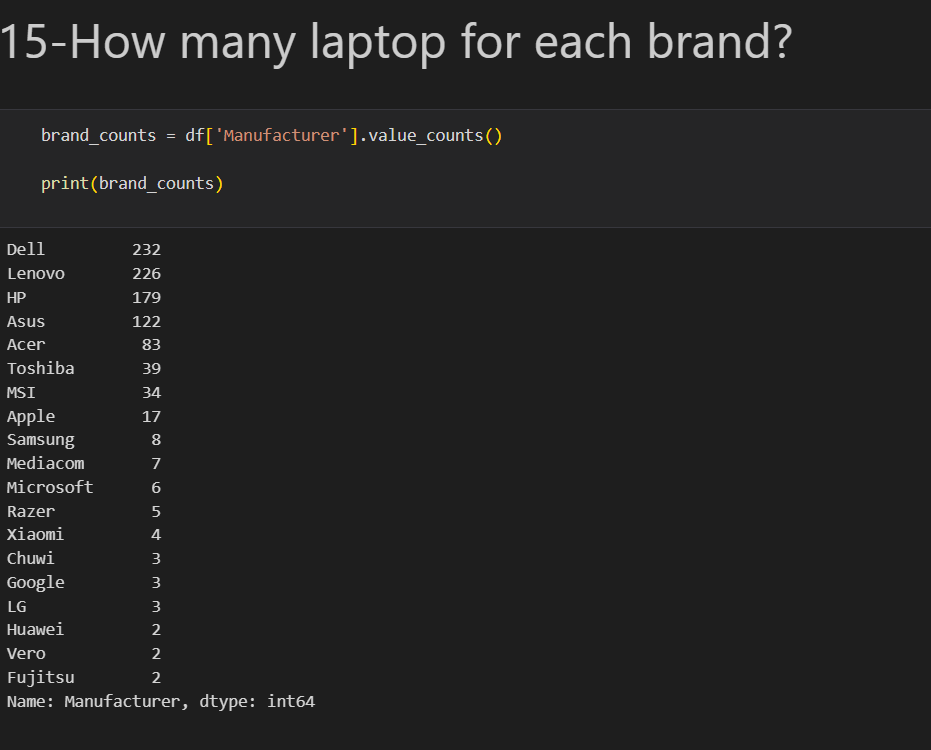 15-How many laptop for each brand?
brand_counts = df['Manufacturer'].value_counts()
print(brand_counts)
Dell 232
Lenovo 226
HP 179
Asus 122
Acer 83
Toshiba 39
MSI 34
Apple 17
Samsung 8
Mediacom 7
Microsoft 6
Razer 5
Xiaomi 4
Chuwi 3
Google 3
LG 3
Huawei 2
Vero 2
Fujitsu 2
Name: Manufacturer, dtype: int64